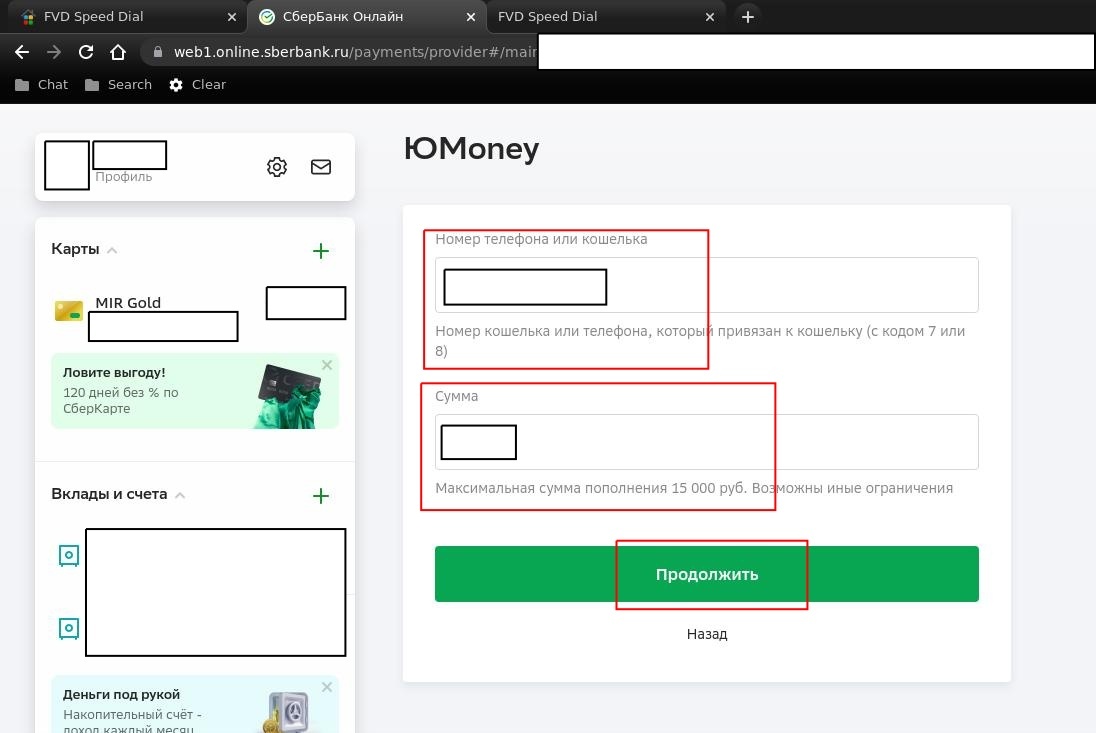 FVD Speed Dial
СберБанк Онлайн
FVD Speed Dial
web1.online.sberbank.ru/payments/provider#/main
Chat
Search
Clear
Профиль
Карты
MIR Gold
Ловите выгоду!
120 дней без % по
СберКарте
Вклады и счета
Деньги под рукой
Накопительный счёт -
доход каждый месяц
ЮMoney
Номер телефона или кошелька
Номер кошелька или телефона, который привязан к кошельку (с кодом 7 или
8)
Сумма
Максимальная сумма пополнения 15 000 руб. Возможны иные ограничения
Продолжить
Назад